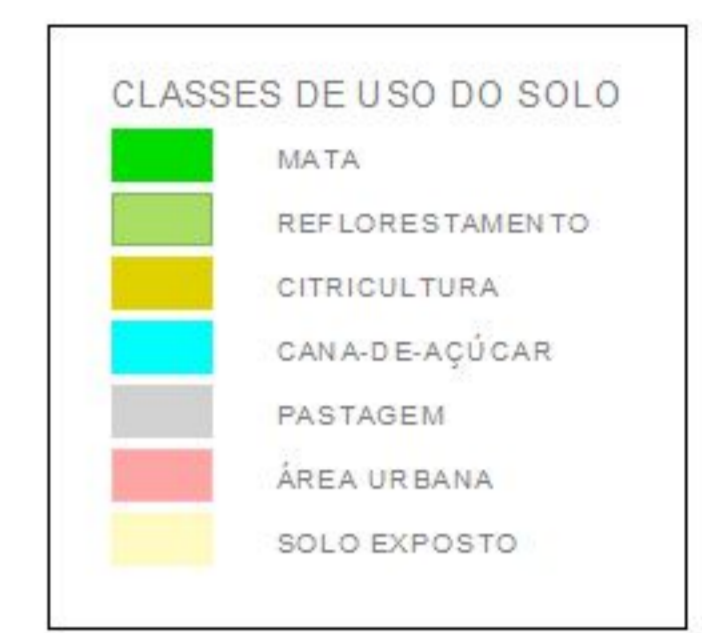 CLASSES DE USO DO SOLO
MATA
REFLORESTAMENTO
CITRICULTURA
CANA-DE-AÇÚCAR
PASTAGEM
ÁREA URBANA
SOLO EXPOSTO